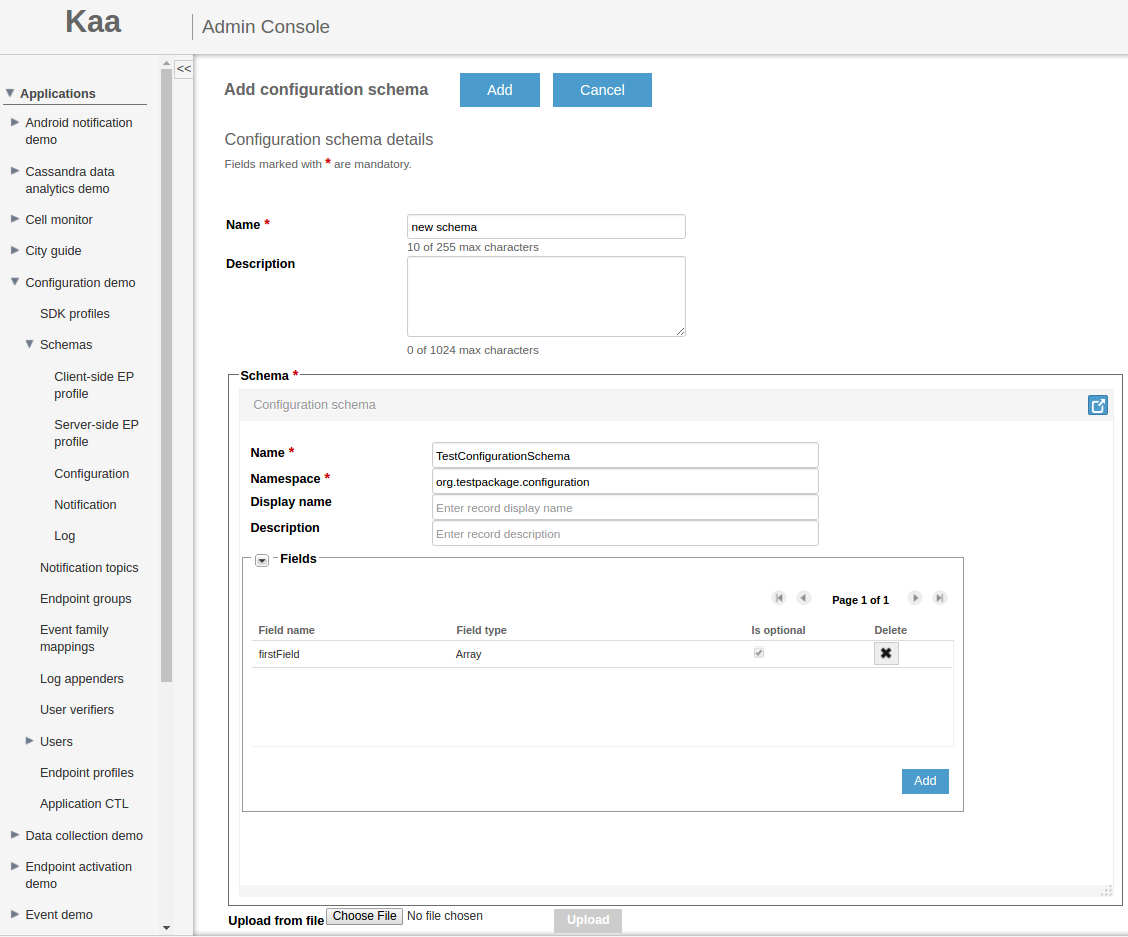 Kaa
Admin Console
<<
Applications
Android notification
demo
Cassandra data
analytics demo
Cell monitor
City guide
Configuration demo
SDK profiles
Schemas
Client-side EP
profile
Server-side EP
profile
Configuration
Notification
Log
Notification topics
Endpoint groups
Event family
mappings
Log appenders
User verifiers
Users
Endpoint profiles
Application CTL
Data collection demo
Endpoint activation
demo
Event demo
Add configuration schema Add Cancel
Configuration schema details
Fields marked with * are mandatory.
Name * new schema
10 of 255 max characters
Description
0 of 1024 max characters
Schema *
Configuration schema
Name * TestConfigurationSchema
Namespace * org.testpackage.configuration
Display name Enter record display name
Description Enter record description
Fields
Page 1 of 1
Field name Field type Is optional Delete
firstField Array
Add
Upload from file Choose File No file chosen Upload